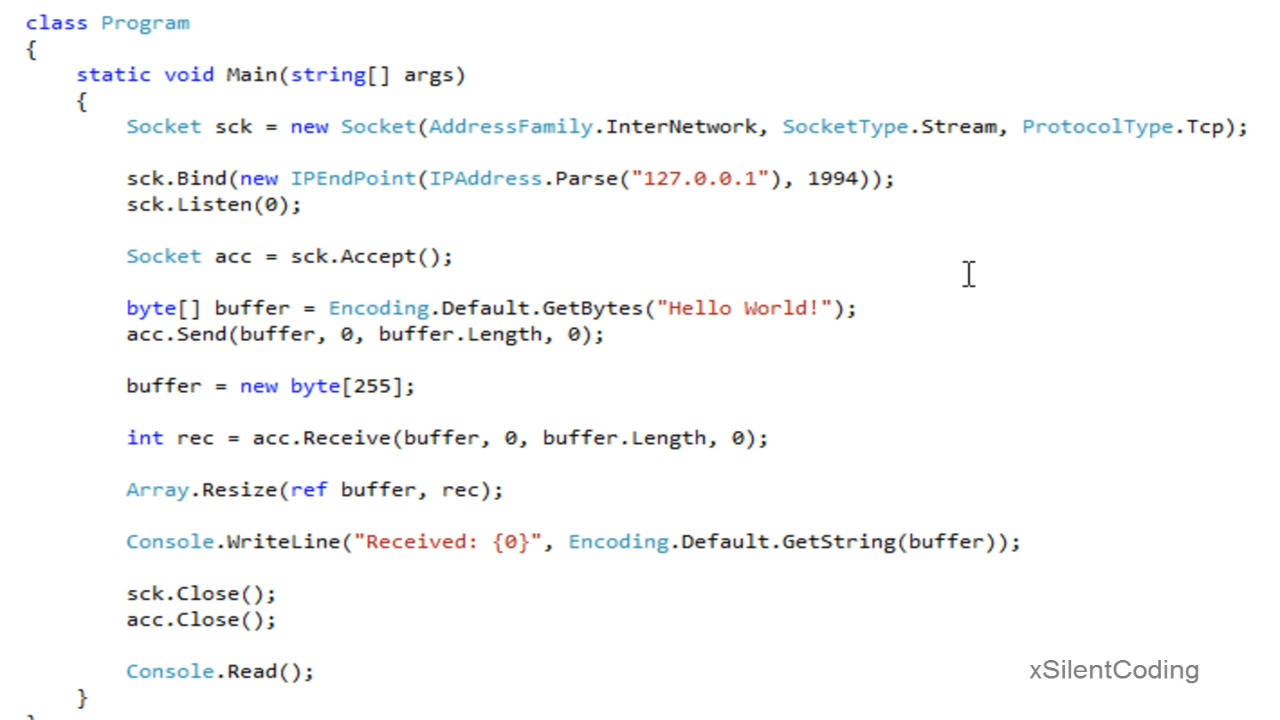 class Program
{
    static void Main(string[] args)
    {
        Socket sck = new Socket(AddressFamily.InterNetwork, SocketType.Stream, ProtocolType.Tcp);
        sck.Bind(new IPEndPoint(IPAddress.Parse("127.0.0.1"), 1994));
        sck.Listen(0);
        Socket acc = sck.Accept();
        byte[] buffer = Encoding.Default.GetBytes("Hello World!");
        acc.Send(buffer, 0, buffer.Length, 0);
        buffer = new byte[255];
        int rec = acc.Receive(buffer, 0, buffer.Length, 0);
        Array.Resize(ref buffer, rec);
        Console.WriteLine("Received: {0}", Encoding.Default.GetString(buffer));
        sck.Close();
        acc.Close();
        Console.Read();
xSilentCoding
    }
}